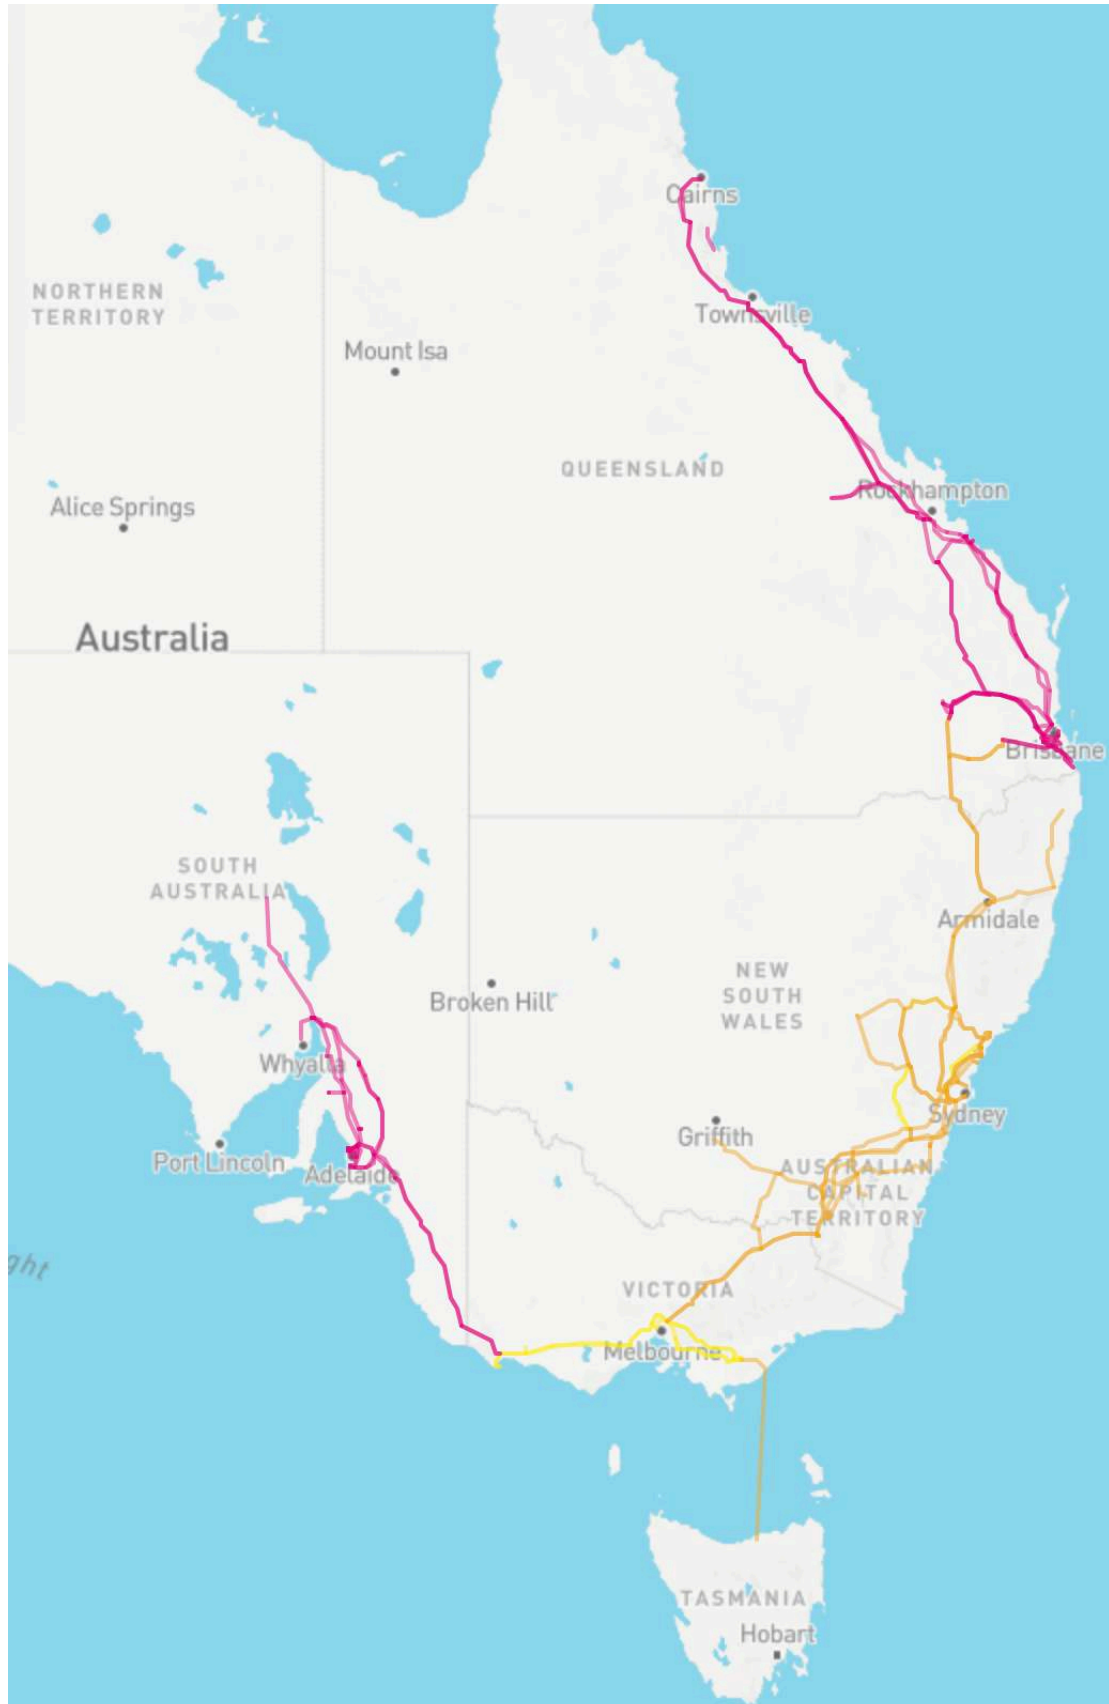 Cairns
NORTHERN
TERRITORY
Townsville
Mount Isa
QUEENSLAND
Rockhampton
Alice Springs
Australia
Brisbane
SOUTH
AUSTRALIA
Armidale
NEW
SOUTH
WALES
Broken Hill
Whyalla
Sydney
Griffith
Port Lincoln
Adelaide
AUSTRALIAN
CAPITAL
TERRITORY
ght
VICTORIA
Melbourne
TASMANIA
Hobart